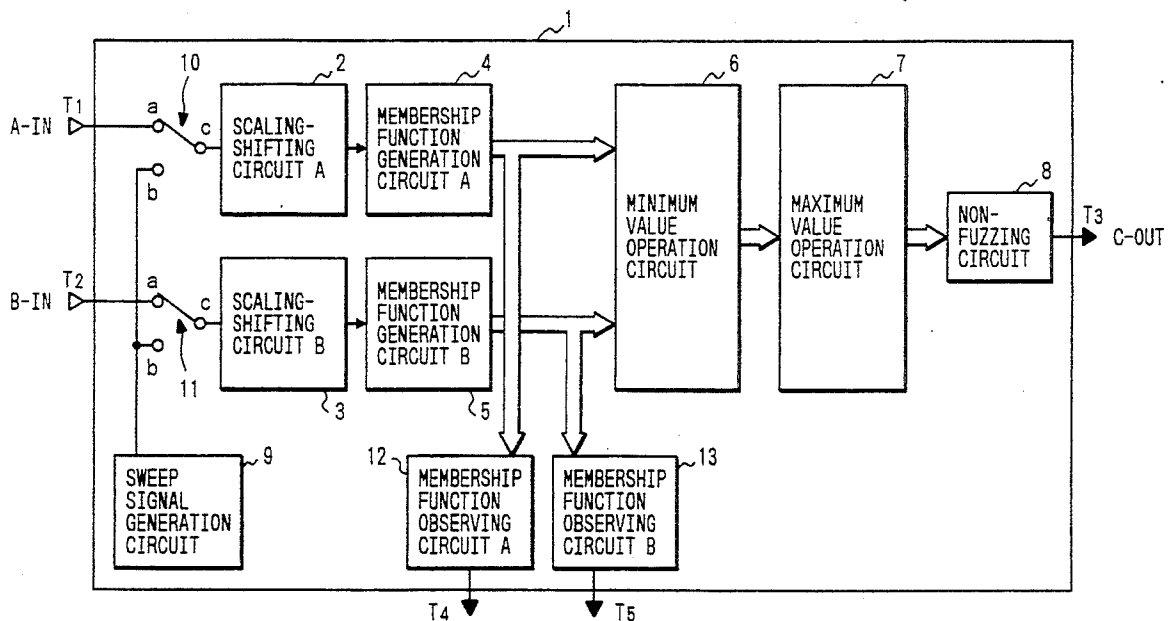 1
10
2
4
6
7
A-IN
T1
a
c
b
SCALING-
SHIFTING
CIRCUIT A
MEMBERSHIP
FUNCTION
GENERATION
CIRCUIT A
MINIMUM
VALUE
OPERATION
CIRCUIT
MAXIMUM
VALUE
OPERATION
CIRCUIT
8
NON-
FUZZING
CIRCUIT
T3
C-OUT
B-IN
T2
a
c
b
11
SCALING-
SHIFTING
CIRCUIT B
3
MEMBERSHIP
FUNCTION
GENERATION
CIRCUIT B
5
9
SWEEP
SIGNAL
GENERATION
CIRCUIT
12
MEMBERSHIP
FUNCTION
OBSERVING
CIRCUIT A
13
MEMBERSHIP
FUNCTION
OBSERVING
CIRCUIT B
T4
T5